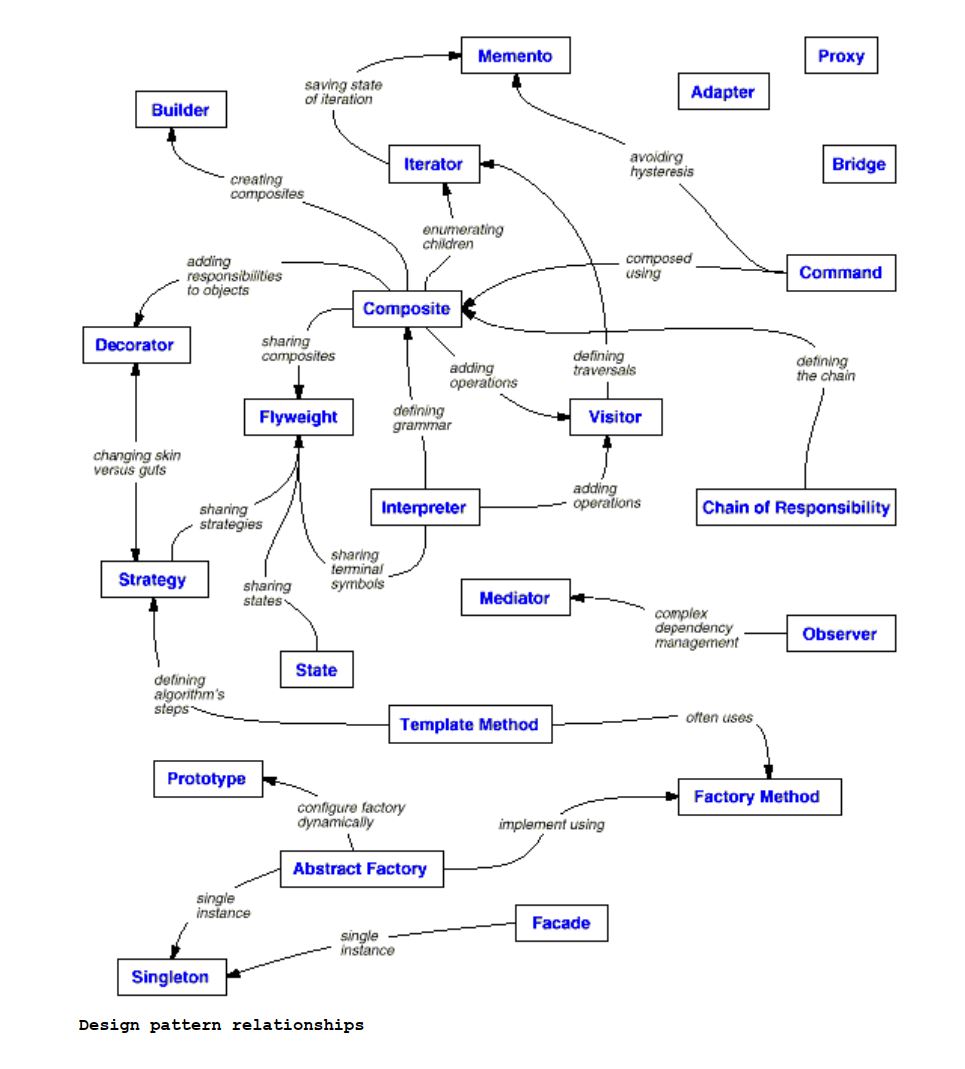 Memento
Proxy
saving state
of iteration
Adapter
Builder
avoiding
hysteresis
Iterator
Bridge
creating
composites
enumerating
children
adding
responsibilities
to objects
composed
using
Command
Composite
Decorator
sharing
composites
adding
operations
defining
traversals
defining
the chain
Flyweight
defining
grammar
Visitor
changing skin
versus guts
sharing
strategies
Interpreter
adding
operations
Chain of Responsibility
sharing
terminal
symbols
Strategy
sharing
states
Mediator
complex
dependency
management
Observer
State
defining
algorithm's
steps
Template Method
often uses
Prototype
configure factory
dynamically
implement using
Factory Method
Abstract Factory
single
instance
Facade
single
instance
Singleton
Design pattern relationships